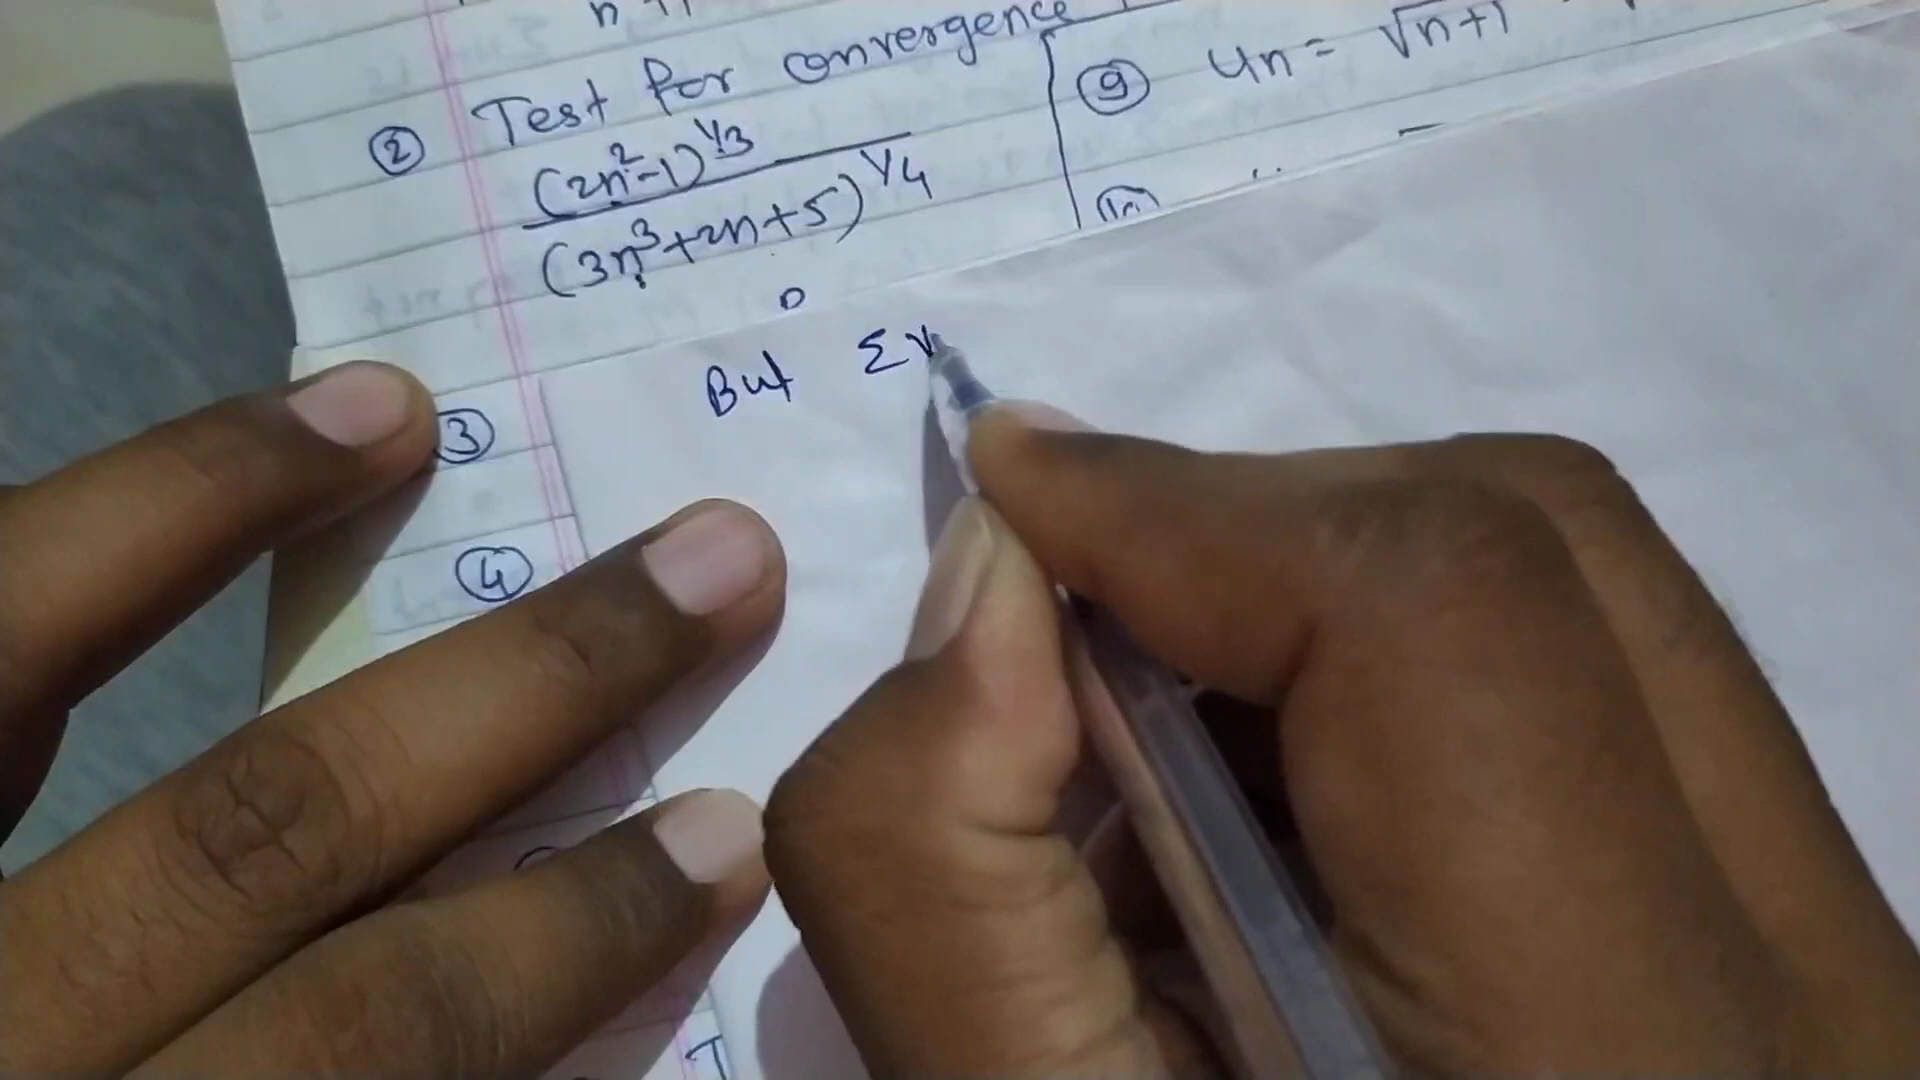 ② Test for convergence
(2n²-1)^1/3
(3n³+2n+5)^1/4
But Σv
③
④
⑨ Un = √n+1
⑩
T